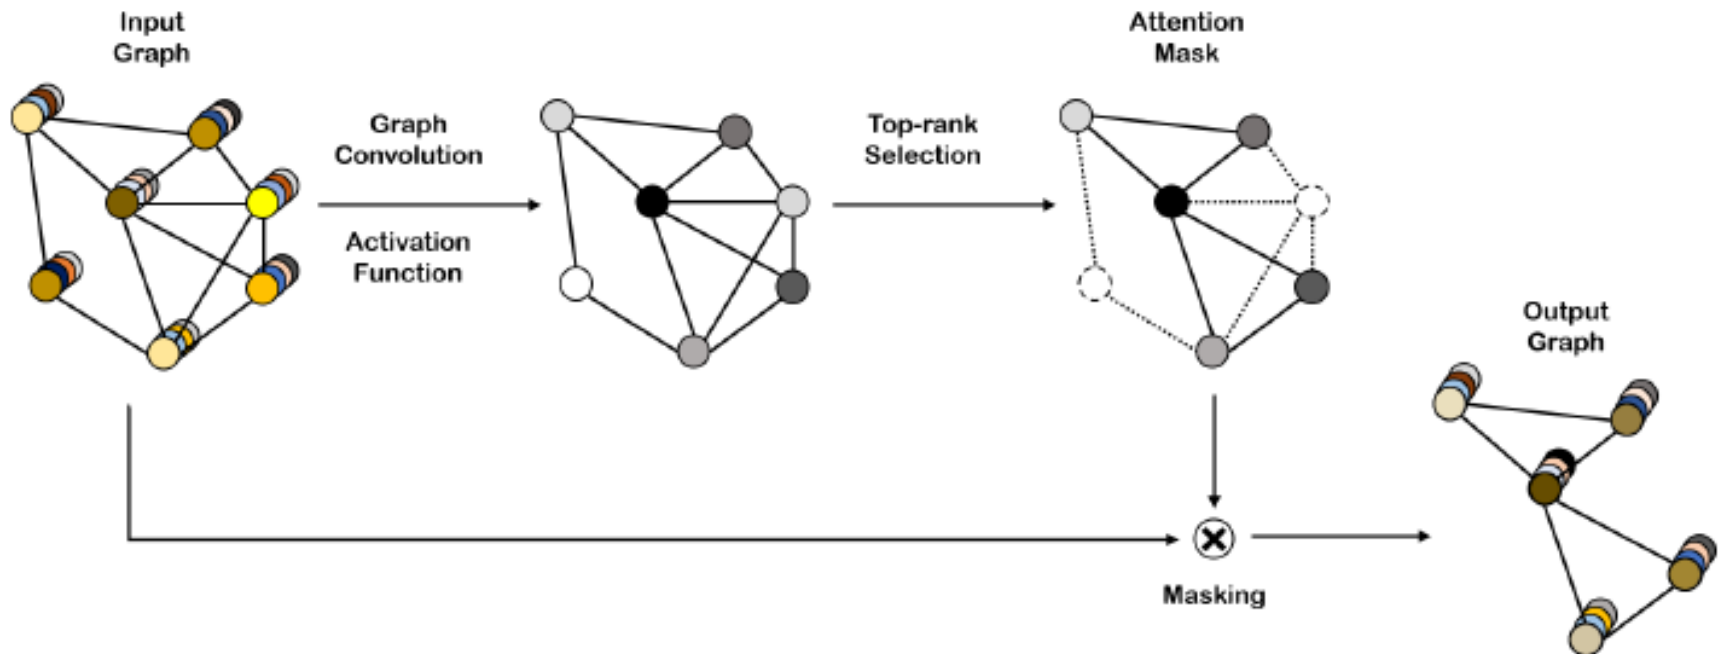 Input
Graph
Graph
Convolution
Activation
Function
Top-rank
Selection
Attention
Mask
Masking
Output
Graph